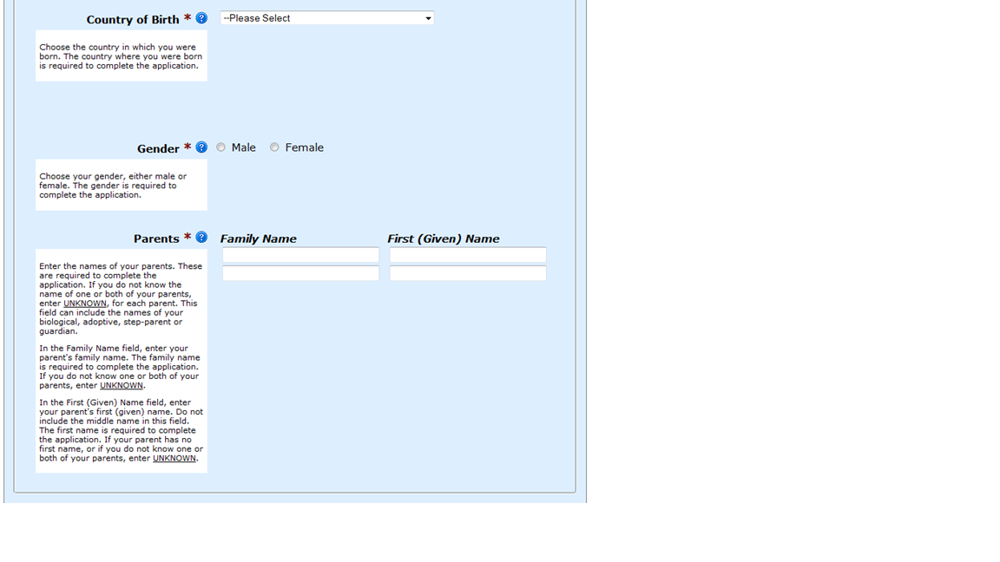 Country of Birth * ? --Please Select
Choose the country in which you were
born. The country where you were born
is required to complete the application.
Gender * ? Male Female
Choose your gender, either male or
female. The gender is required to
complete the application.
Parents * ? Family Name First (Given) Name
Enter the names of your parents. These
are required to complete the
application. If you do not know the
name of one or both of your parents,
enter UNKNOWN, for each parent. This
field can include the names of your
biological, adoptive, step-parent or
guardian.
In the Family Name field, enter your
parent's family name. The family name
is required to complete the application.
If you do not know one or both of your
parents, enter UNKNOWN.
In the First (Given) Name field, enter
your parent's first (given) name. Do not
include the middle name in this field.
The first name is required to complete
the application. If your parent has no
first name, or if you do not know one or
both of your parents, enter UNKNOWN.